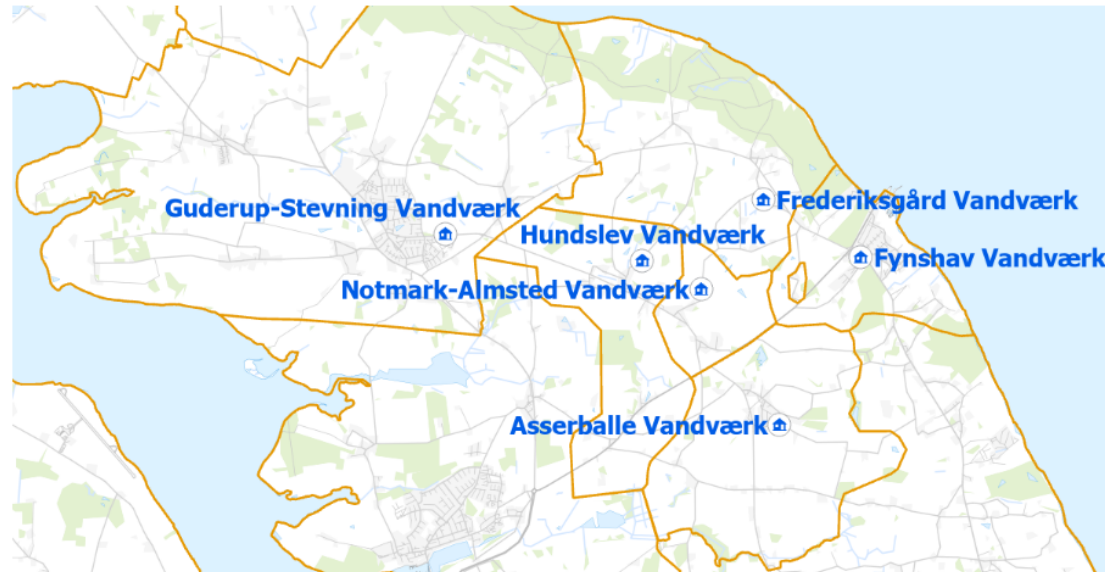 Guderup-Stevning Vandværk
Frederiksgård Vandværk
Hundslev Vandværk
Fynshav Vandværk
Notmark-Almsted Vandværk
Asserballe Vandværk